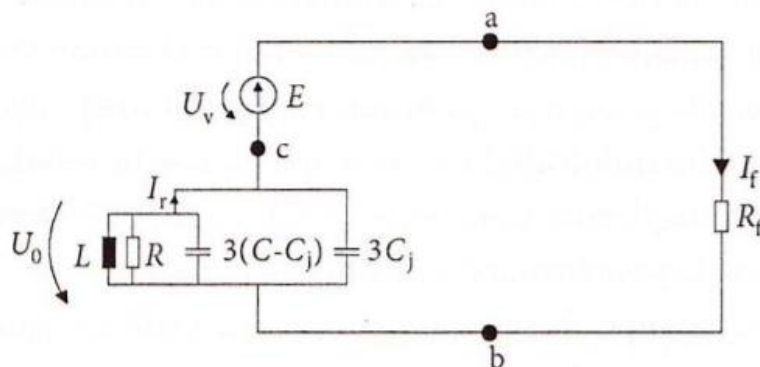 a
U_v E
c
I_r
I_f
U_0 L R 3(C-C_j) 3C_j
R_f
b